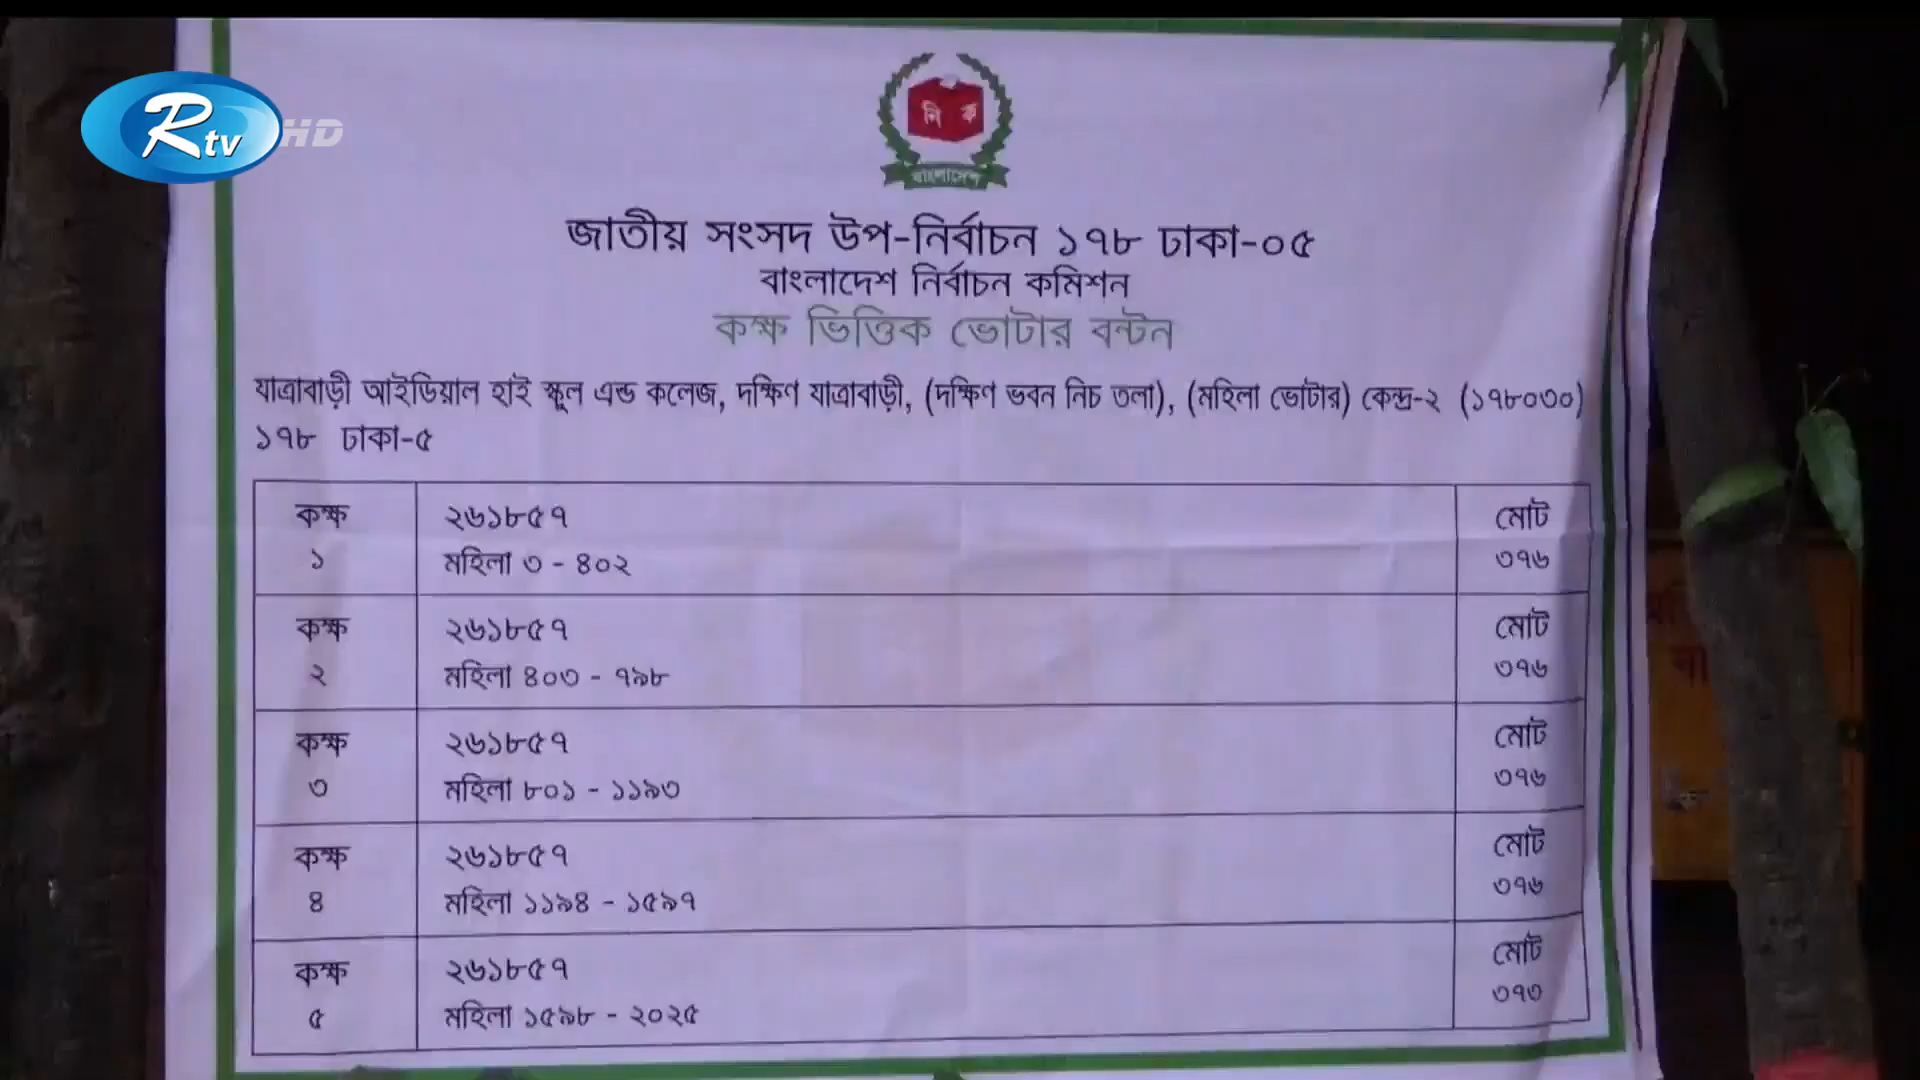 Rtv HD
নি ক
বাংলাদেশ
জাতীয় সংসদ উপ-নির্বাচন ১৭৮ ঢাকা-০৫
বাংলাদেশ নির্বাচন কমিশন
কক্ষ ভিত্তিক ভোটার বন্টন
যাত্রাবাড়ী আইডিয়াল হাই স্কুল এন্ড কলেজ, দক্ষিণ যাত্রাবাড়ী, (দক্ষিণ ভবন নিচ তলা), (মহিলা ভোটার) কেন্দ্র-২ (১৭৮০৩০)
১৭৮ ঢাকা-৫
কক্ষ ২৬১৮৫৭ মোট
১ মহিলা ৩ - ৪০২ ৩৭৬
কক্ষ ২৬১৮৫৭ মোট
২ মহিলা ৪০৩ - ৭৯৮ ৩৭৬
কক্ষ ২৬১৮৫৭ মোট
৩ মহিলা ৮০১ - ১১৯৩ ৩৭৬
কক্ষ ২৬১৮৫৭ মোট
৪ মহিলা ১১৯৪ - ১৫৯৭ ৩৭৬
কক্ষ ২৬১৮৫৭ মোট
৫ মহিলা ১৫৯৮ - ২০২৫ ৩৭৩